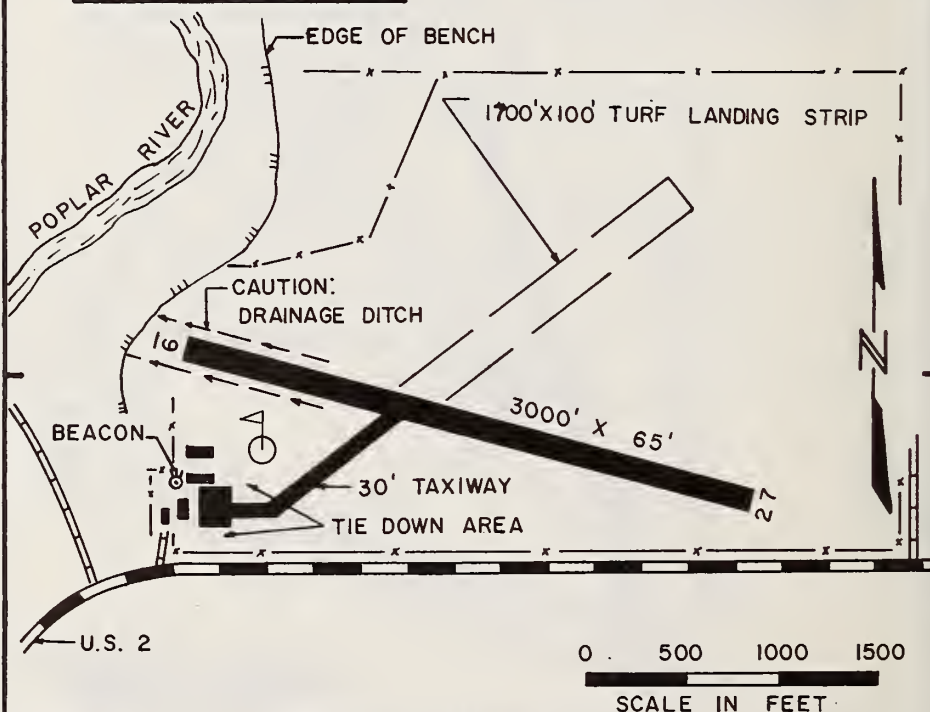 EDGE OF BENCH
1700'X100' TURF LANDING STRIP
POPLAR RIVER
CAUTION:
DRAINAGE DITCH
9
N
3000' X 65'
BEACON
30' TAXIWAY
27
TIE DOWN AREA
U.S. 2
0 500 1000 1500
SCALE IN FEET